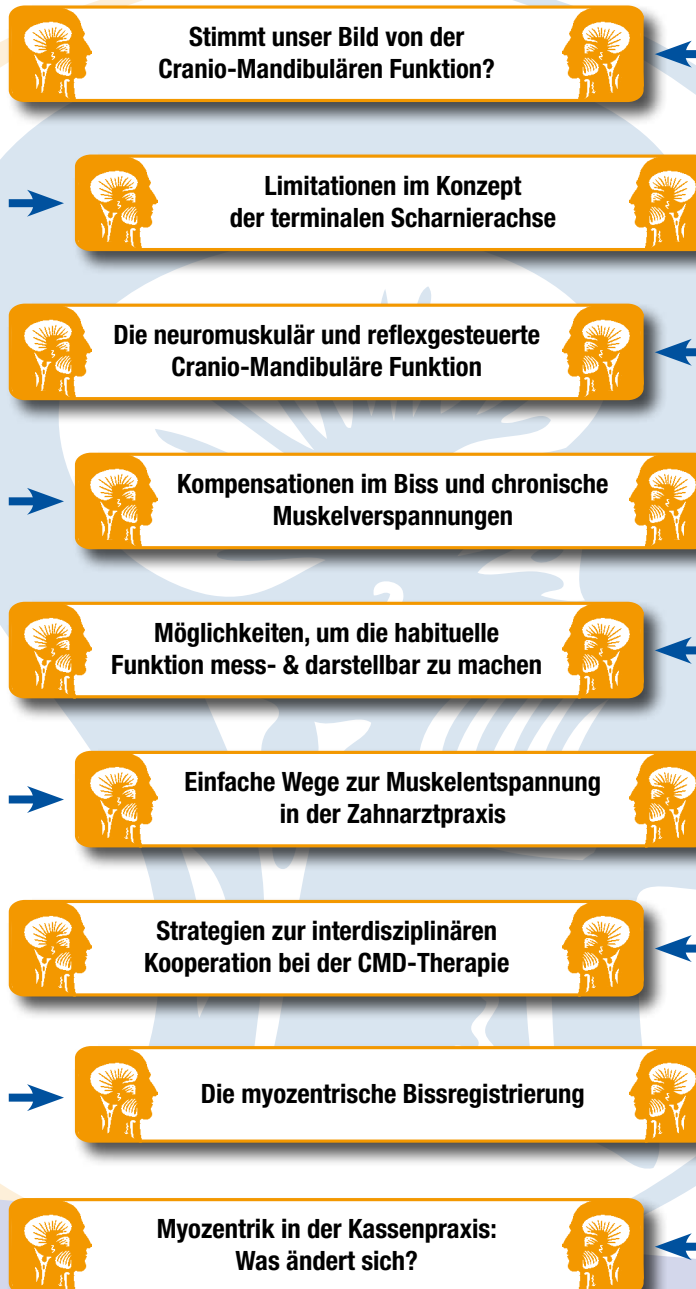 Stimmt unser Bild von der
Cranio-Mandibulären Funktion?
Limitationen im Konzept
der terminalen Scharnierachse
Die neuromuskulär und reflexgesteuerte
Cranio-Mandibuläre Funktion
Kompensationen im Biss und chronische
Muskelverspannungen
Möglichkeiten, um die habituelle
Funktion mess- & darstellbar zu machen
Einfache Wege zur Muskelentspannung
in der Zahnarztpraxis
Strategien zur interdisziplinären
Kooperation bei der CMD-Therapie
Die myozentrische Bissregistrierung
Myozentrik in der Kassenpraxis:
Was ändert sich?